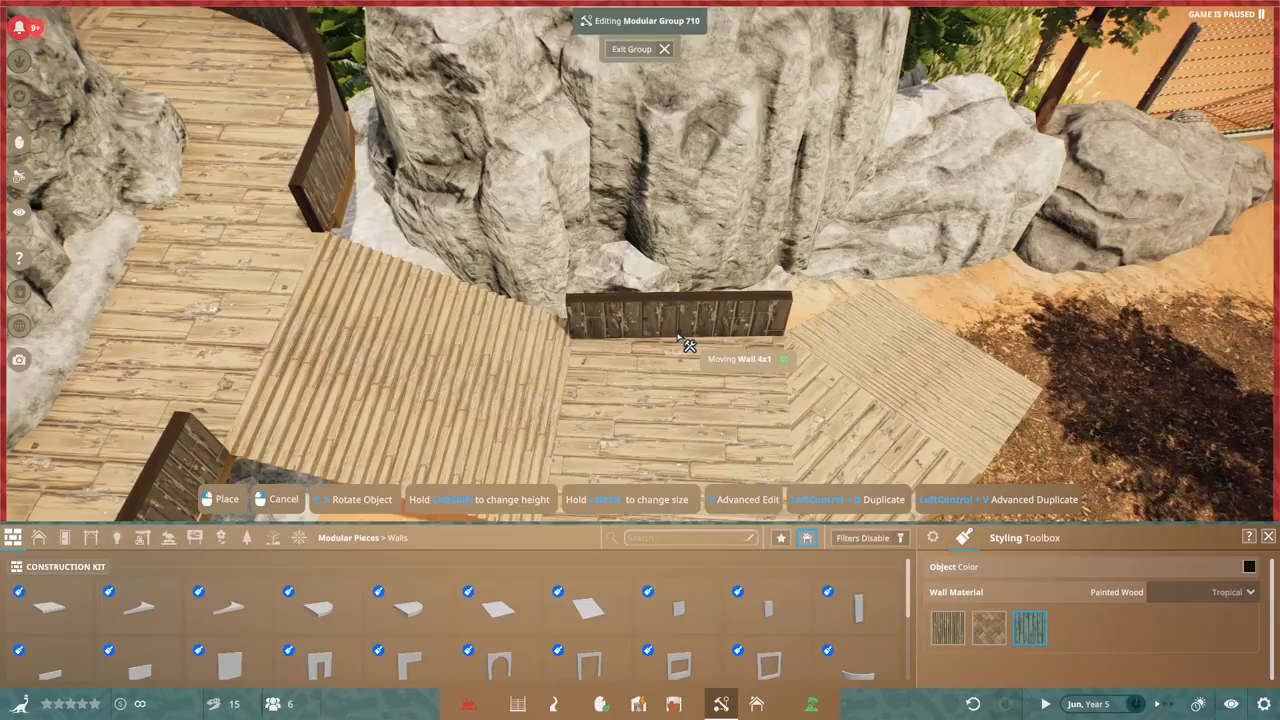 Editing Modular Group 710
GAME IS PAUSED
9+
Exit Group
?
Moving Wall 4x1
Place
Cancel
Rotate Object
Hold LeftShift to change height
Hold to change size
Advanced Edit
LeftControl + D Duplicate
LeftControl + V Advanced Duplicate
Modular Pieces > Walls
Search...
Filters Disable
Styling Toolbox
?
CONSTRUCTION KIT
Object Color
Wall Material
Painted Wood
Tropical
∞
15
6
Jun, Year 5